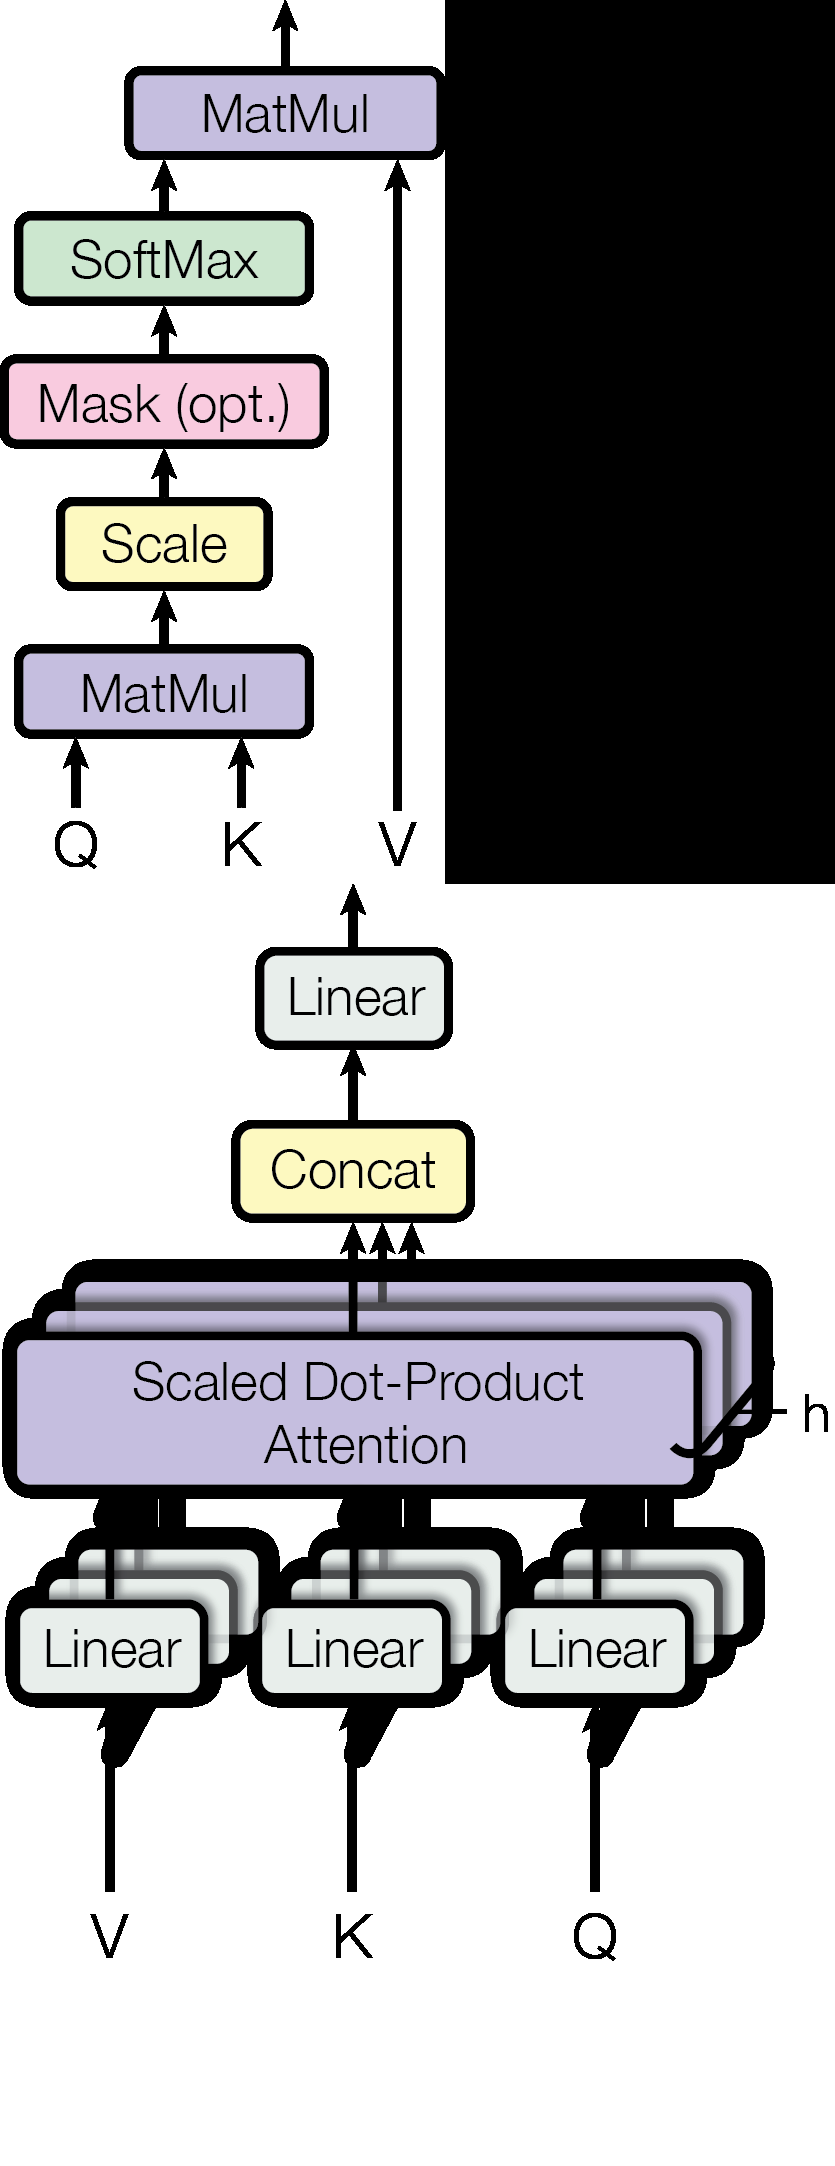 MatMul
SoftMax
Mask (opt.)
Scale
MatMul
Q K V
Linear
Concat
Scaled Dot-Product
Attention
h
Linear Linear Linear
V K Q